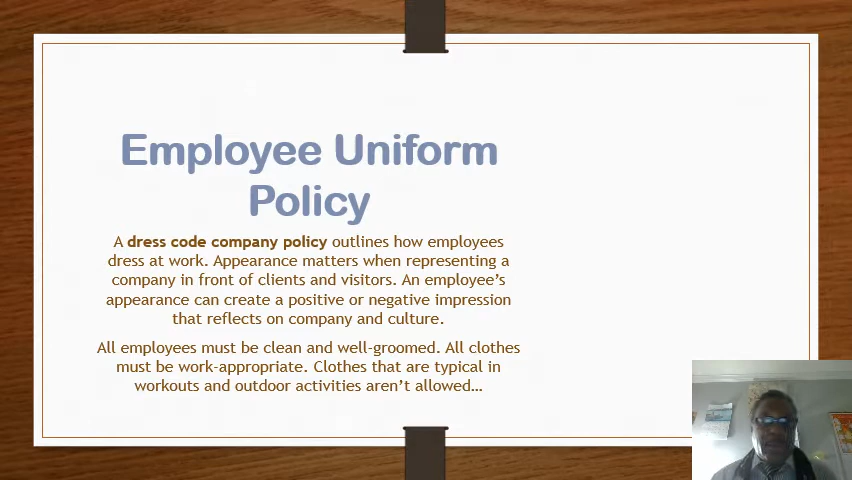 Employee Uniform
Policy
A dress code company policy outlines how employees
dress at work. Appearance matters when representing a
company in front of clients and visitors. An employee’s
appearance can create a positive or negative impression
that reflects on company and culture.
All employees must be clean and well-groomed. All clothes
must be work-appropriate. Clothes that are typical in
workouts and outdoor activities aren’t allowed…